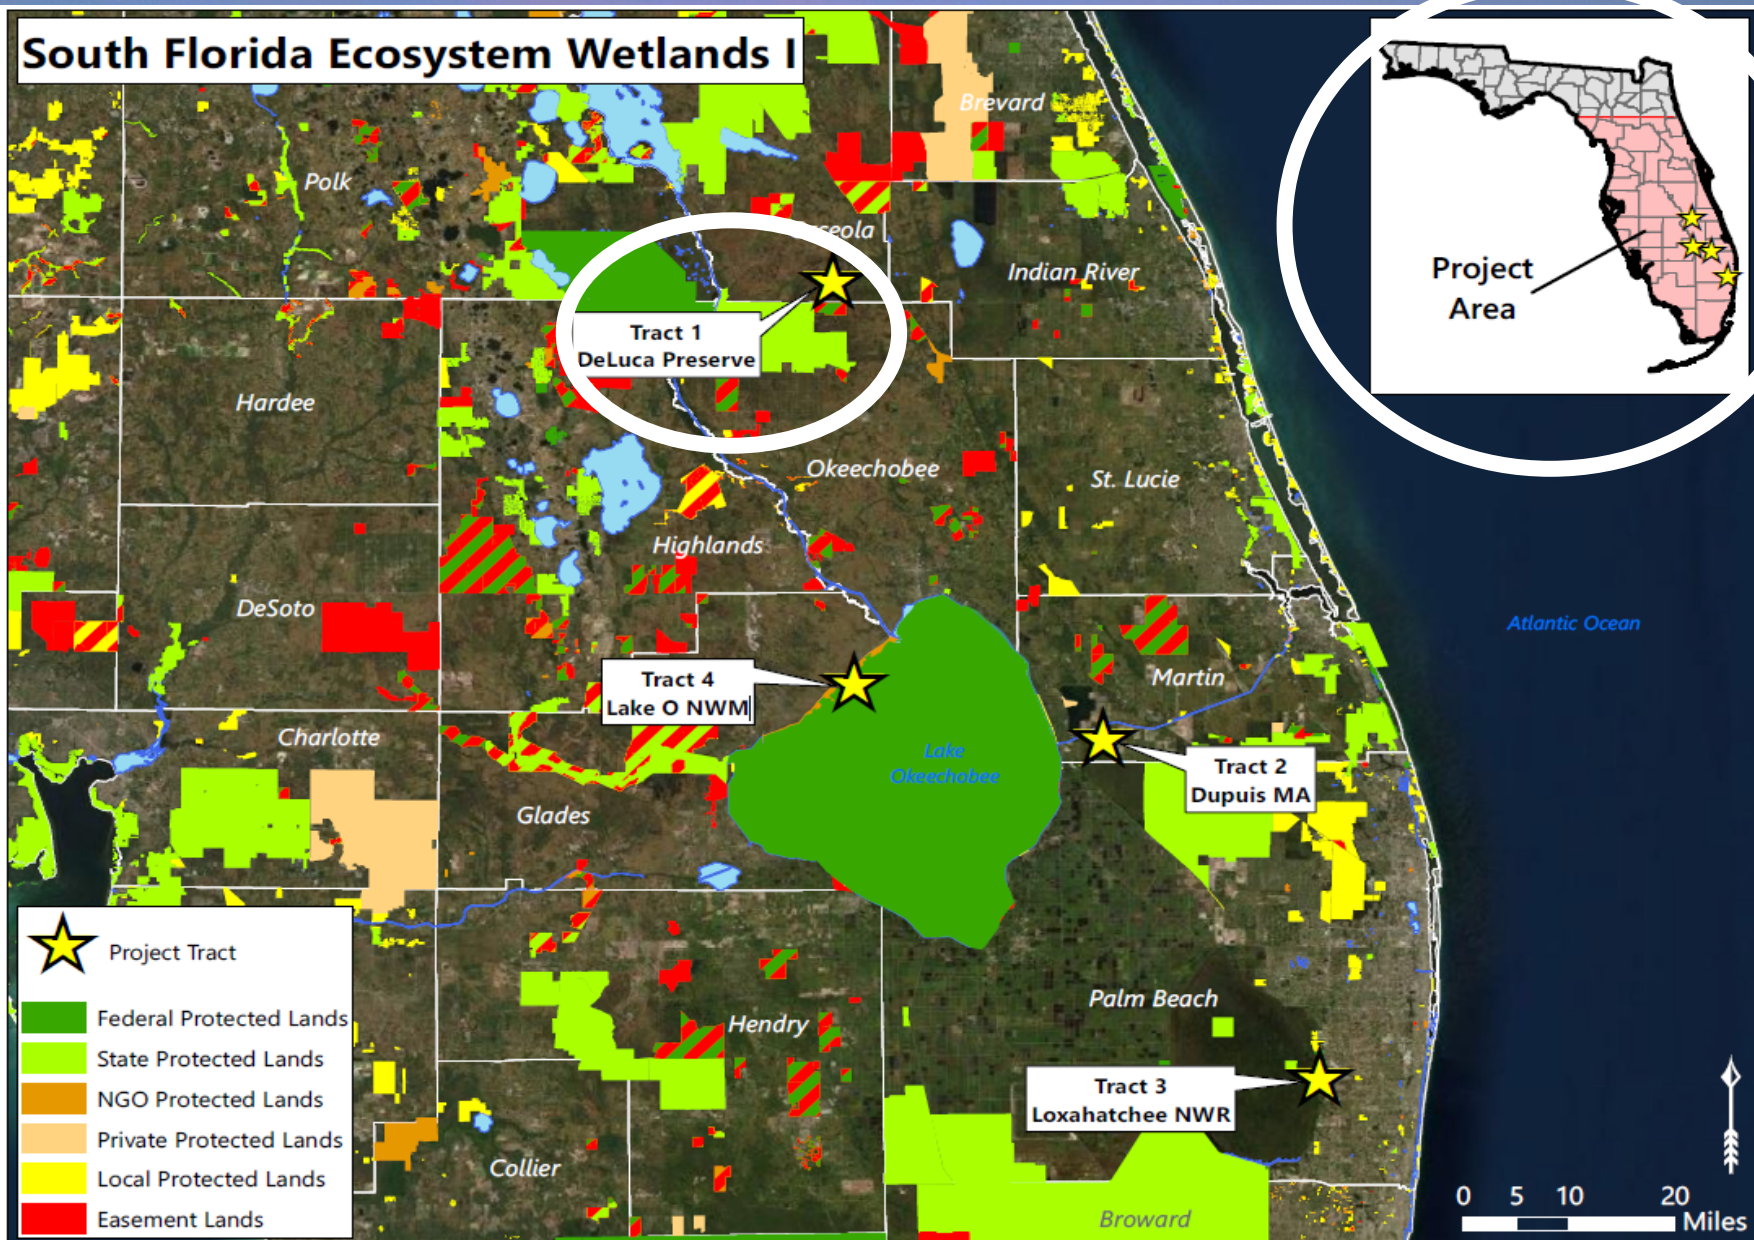 South Florida Ecosystem Wetlands I
Brevard
Polk
sceola
Indian River
Project
Area
Tract 1
DeLuca Preserve
Hardee
Okeechobee
St. Lucie
Highlands
DeSoto
Atlantic Ocean
Tract 4
Lake O NWM
Martin
Charlotte
Lake
Okeechobee
Tract 2
Dupuis MA
Glades
Palm Beach
Hendry
Tract 3
Loxahatchee NWR
Collier
Broward
Project Tract
Federal Protected Lands
State Protected Lands
NGO Protected Lands
Private Protected Lands
Local Protected Lands
Easement Lands
0 5 10 20
Miles